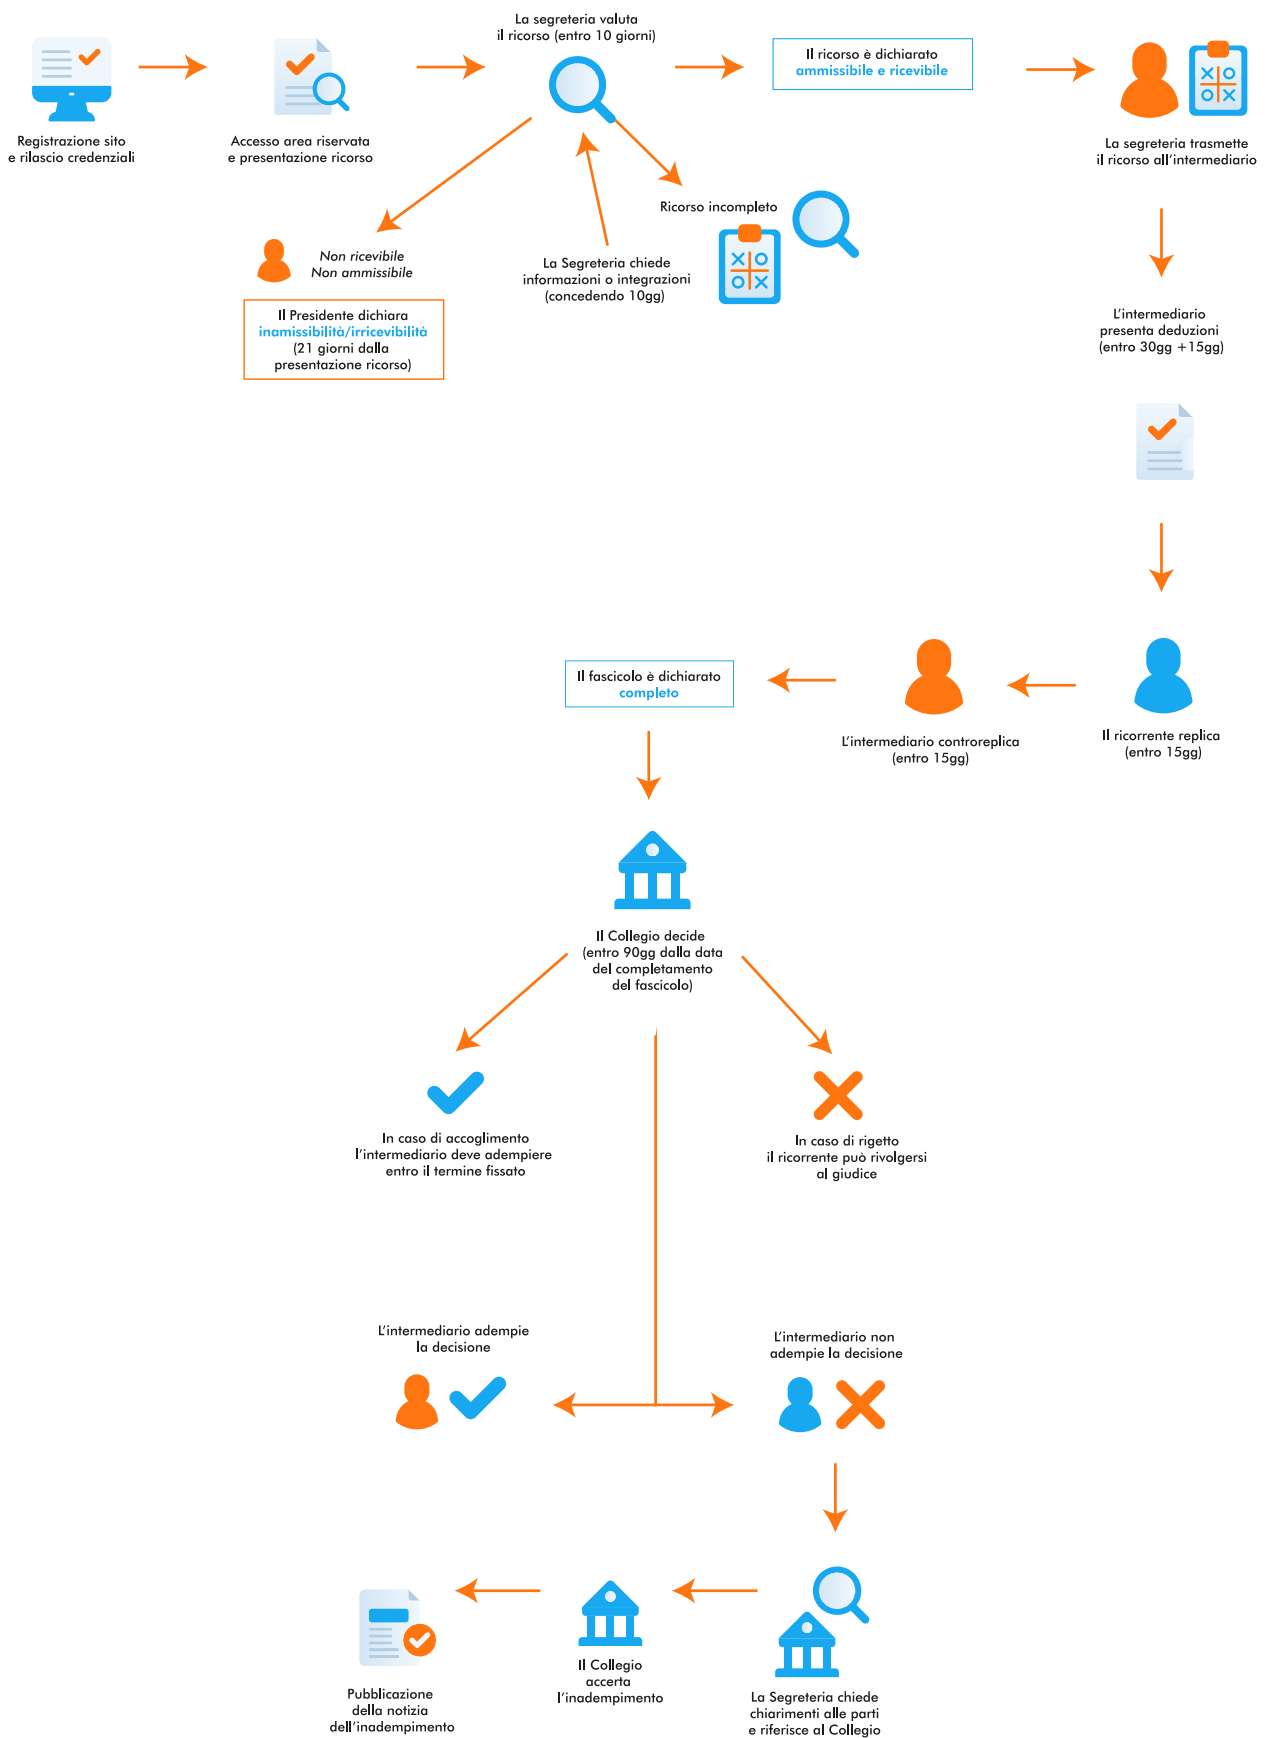 La segreteria valuta
il ricorso (entro 10 giorni)
Il ricorso è dichiarato
ammissibile e ricevibile
Registrazione sito
e rilascio credenziali
Accesso area riservata
e presentazione ricorso
La segreteria trasmette
il ricorso all'intermediario
Ricorso incompleto
Non ricevibile
Non ammissibile
La Segreteria chiede
informazioni o integrazioni
(concedendo 10gg)
Il Presidente dichiara
inamissibilità/irricevibilità
(21 giorni dalla
presentazione ricorso)
L'intermediario
presenta deduzioni
(entro 30gg +15gg)
Il ricorrente replica
(entro 15gg)
L'intermediario controreplica
(entro 15gg)
Il fascicolo è dichiarato
completo
Il Collegio decide
(entro 90gg dalla data
del completamento
del fascicolo)
In caso di accoglimento
l'intermediario deve adempiere
entro il termine fissato
In caso di rigetto
il ricorrente può rivolgersi
al giudice
L'intermediario adempie
la decisione
L'intermediario non
adempie la decisione
La Segreteria chiede
chiarimenti alle parti
e riferisce al Collegio
Il Collegio
accerta
l'inadempimento
Pubblicazione
della notizia
dell'inadempimento